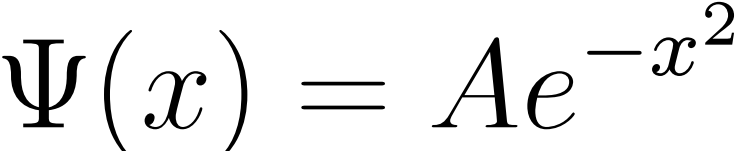 Ψ(x) = Ae^{-x^2}